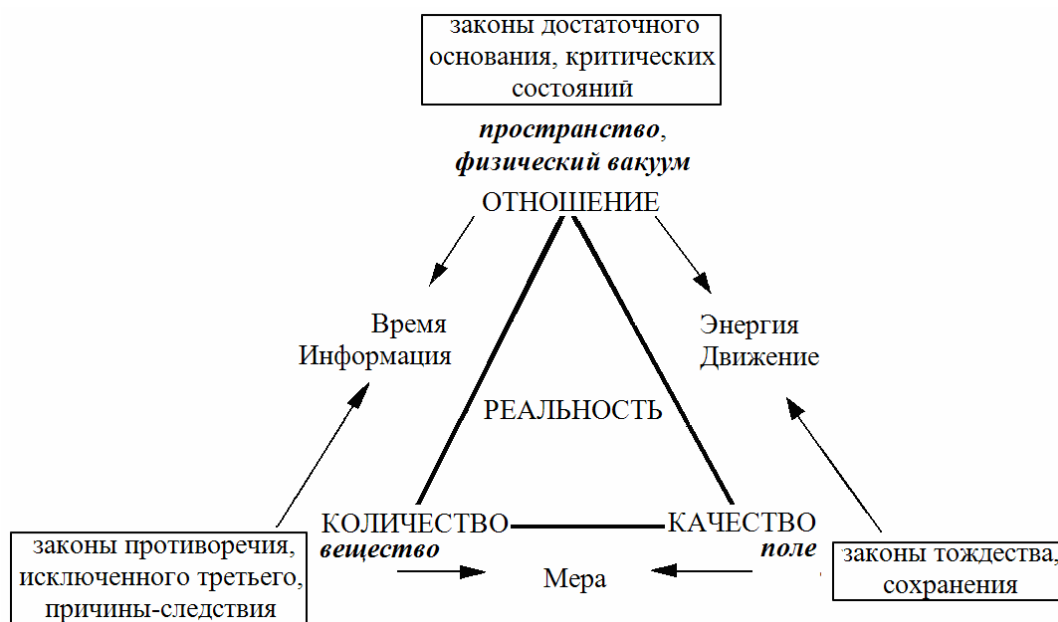 законы достаточного
основания, критических
состояний
пространство,
физический вакуум
ОТНОШЕНИЕ
Время
Информация
Энергия
Движение
РЕАЛЬНОСТЬ
КОЛИЧЕСТВО
вещество
КАЧЕСТВО
поле
законы противоречия,
исключенного третьего,
причины-следствия
Мера
законы тождества,
сохранения